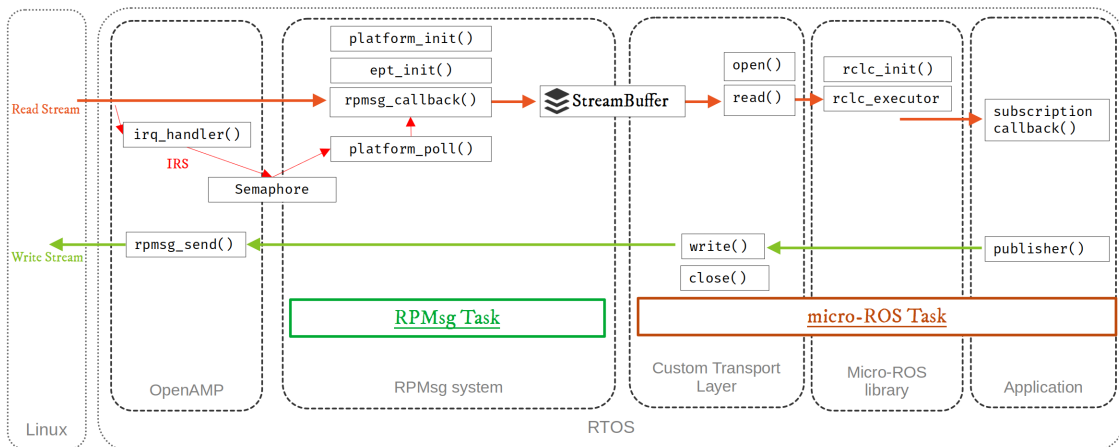 platform_init()
ept_init()
open()
rclc_init()
Read Stream
rpmsg_callback()
StreamBuffer
read()
rclc_executor
subscription
callback()
irq_handler()
platform_poll()
IRS
Semaphore
Write Stream
rpmsg_send()
write()
publisher()
close()
RPMsg Task
micro-ROS Task
OpenAMP
RPMsg system
Custom Transport
Layer
Micro-ROS
library
Application
Linux
RTOS